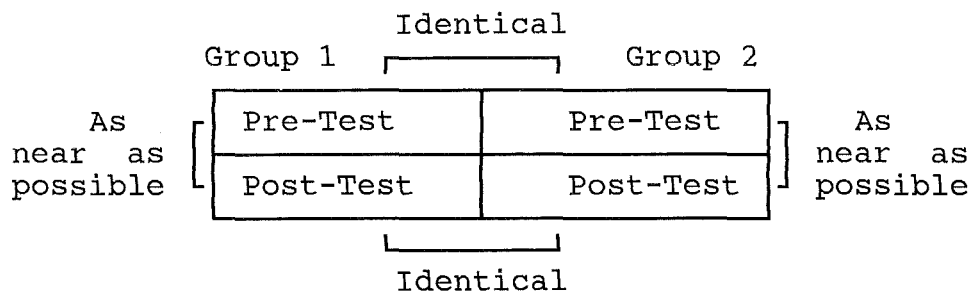 Identical
Group 1 Group 2
As Pre-Test Pre-Test As
near as near as
possible Post-Test Post-Test possible
Identical